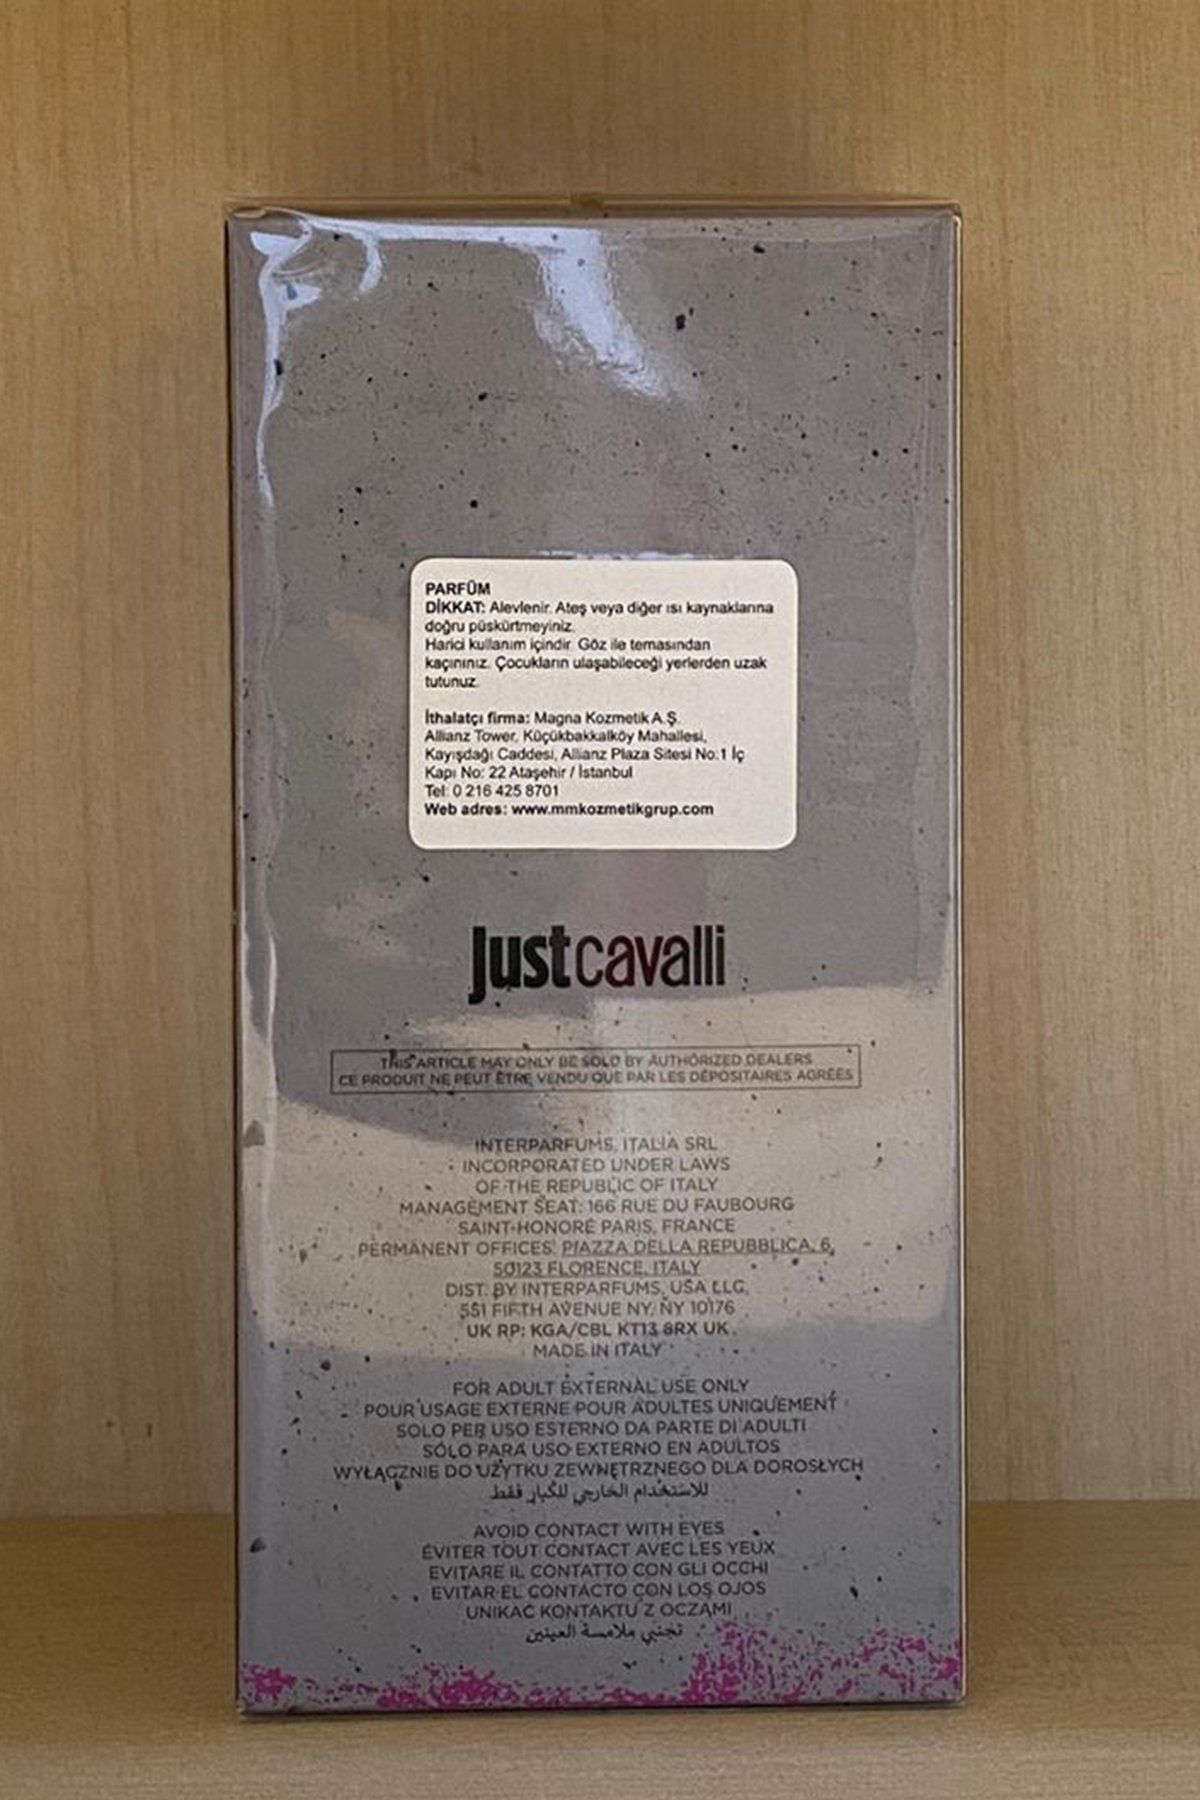 PARFÜM
DİKKAT: Alevlenir. Ateş veya diğer ısı kaynaklarına
doğru püskürtmeyiniz.
Harici kullanım içindir. Göz ile temasından
kaçınınız. Çocukların ulaşabileceği yerlerden uzak
tutunuz.
İthalatçı firma: Magna Kozmetik A.Ş.
Allianz Tower, Küçükbakkalköy Mahallesi,
Kayışdağı Caddesi, Allianz Plaza Sitesi No:1 İç
Kapı No: 22 Ataşehir / İstanbul
Tel: 0 216 425 8701
Web adres: www.mmkozmetikgrup.com
Justcavalli
THIS ARTICLE MAY ONLY BE SOLD BY AUTHORIZED DEALERS
CE PRODUIT NE PEUT ÊTRE VENDU QUE PAR LES DÉPOSITAIRES AGRÉÉS
INTERPARFUMS, ITALIA SRL
INCORPORATED UNDER LAWS
OF THE REPUBLIC OF ITALY
MANAGEMENT SEAT: 166 RUE DU FAUBOURG
SAINT-HONORÉ PARIS, FRANCE
PERMANENT OFFICES: PIAZZA DELLA REPUBBLICA, 6,
50123 FLORENCE, ITALY
DIST. BY INTERPARFUMS, USA LLC,
551 FIFTH AVENUE NY, NY 10176
UK RP: KGA/CBL KT13 8RX UK
MADE IN ITALY
FOR ADULT EXTERNAL USE ONLY
POUR USAGE EXTERNE POUR ADULTES UNIQUEMENT
SOLO PER USO ESTERNO DA PARTE DI ADULTI
SÓLO PARA USO EXTERNO EN ADULTOS
WYŁĄCZNIE DO UŻYTKU ZEWNĘTRZNEGO DLA DOROSŁYCH
للاستخدام الخارجي للكبار فقط
AVOID CONTACT WITH EYES
ÉVITER TOUT CONTACT AVEC LES YEUX
EVITARE IL CONTATTO CON GLI OCCHI
EVITAR EL CONTACTO CON LOS OJOS
UNIKAĆ KONTAKTU Z OCZAMI
تجنبي ملامسة العينين